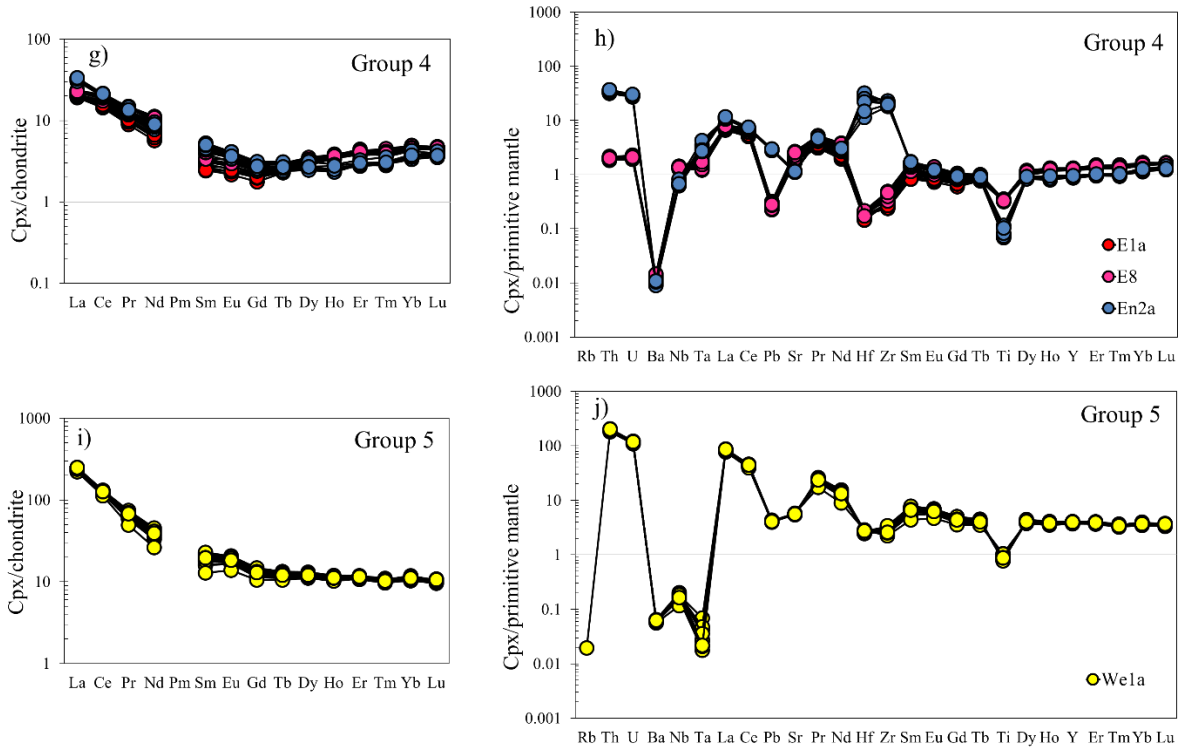 g)
Group 4
Cpx/chondrite
100
10
1
0.1
La Ce Pr Nd Pm Sm Eu Gd Tb Dy Ho Er Tm Yb Lu
h)
Group 4
Cpx/primitive mantle
1000
100
10
1
0.1
0.01
0.001
E1a
E8
En2a
Rb Th U Ba Nb Ta La Ce Pb Sr Pr Nd Hf Zr Sm Eu Gd Tb Ti Dy Ho Y Er Tm Yb Lu
i)
Group 5
Cpx/chondrite
1000
100
10
1
La Ce Pr Nd Pm Sm Eu Gd Tb Dy Ho Er Tm Yb Lu
j)
Group 5
Cpx/primitive mantle
1000
100
10
1
0.1
0.01
0.001
We1a
Rb Th U Ba Nb Ta La Ce Pb Sr Pr Nd Hf Zr Sm Eu Gd Tb Ti Dy Ho Y Er Tm Yb Lu